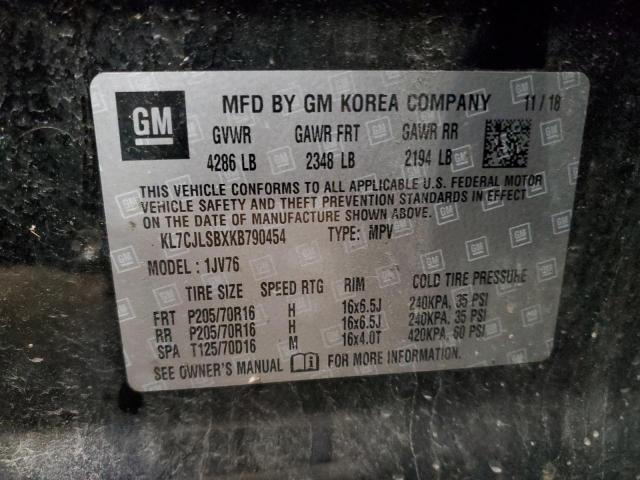 GM MFD BY GM KOREA COMPANY 11/18
GVWR GAWR FRT GAWR RR
4286 LB 2348 LB 2194 LB
THIS VEHICLE CONFORMS TO ALL APPLICABLE U.S. FEDERAL MOTOR
VEHICLE SAFETY AND THEFT PREVENTION STANDARDS IN EFFECT
ON THE DATE OF MANUFACTURE SHOWN ABOVE.
KL7CJLSBXKB790454 TYPE: MPV
MODEL: 1JV76
TIRE SIZE SPEED RTG RIM COLD TIRE PRESSURE
FRT P205/70R16 H 16x6.5J 240KPA, 35 PSI
RR P205/70R16 H 16x6.5J 240KPA, 35 PSI
SPA T125/70D16 M 16x4.0T 420KPA, 60 PSI
SEE OWNER'S MANUAL FOR MORE INFORMATION.